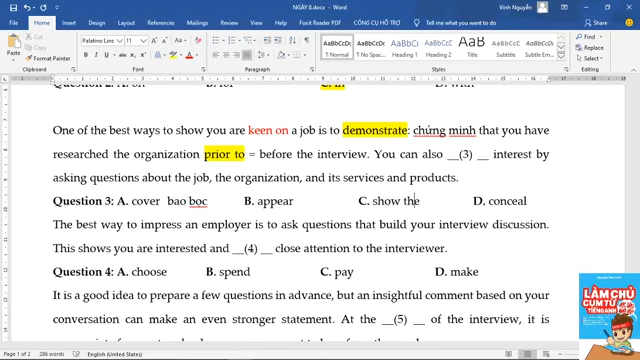 NGÀY 8.docx - Word
Vinh Nguyễn
File Home Insert Design Layout References Mailings Review View Help Foxit Reader PDF CÔNG CỤ HỖ TRỢ Tell me what you want to do Share
Paste Cut Copy Format Painter Palatino Linc 11
AaBbCcDc AaBbCcDc AaBbCc AaBbCcD AaB AaBbCcC AaBbCcDc
¶ Normal ¶ No Spac... Heading 1 Heading 2 Title Subtitle Subtle Em...
Find Replace Select
Clipboard Font Paragraph Styles Editing
One of the best ways to show you are keen on a job is to demonstrate: chứng minh that you have
researched the organization prior to = before the interview. You can also __(3) __ interest by
asking questions about the job, the organization, and its services and products.
Question 3: A. cover bao bọc B. appear C. show the D. conceal
The best way to impress an employer is to ask questions that build your interview discussion.
This shows you are interested and __(4) __ close attention to the interviewer.
Question 4: A. choose B. spend C. pay D. make
It is a good idea to prepare a few questions in advance, but an insightful comment based on your
conversation can make an even stronger statement. At the __(5) __ of the interview, it is
LÀM CHỦ
CỤM TỪ
TIẾNG ANH
Page 1 of 2 286 words English (United States)